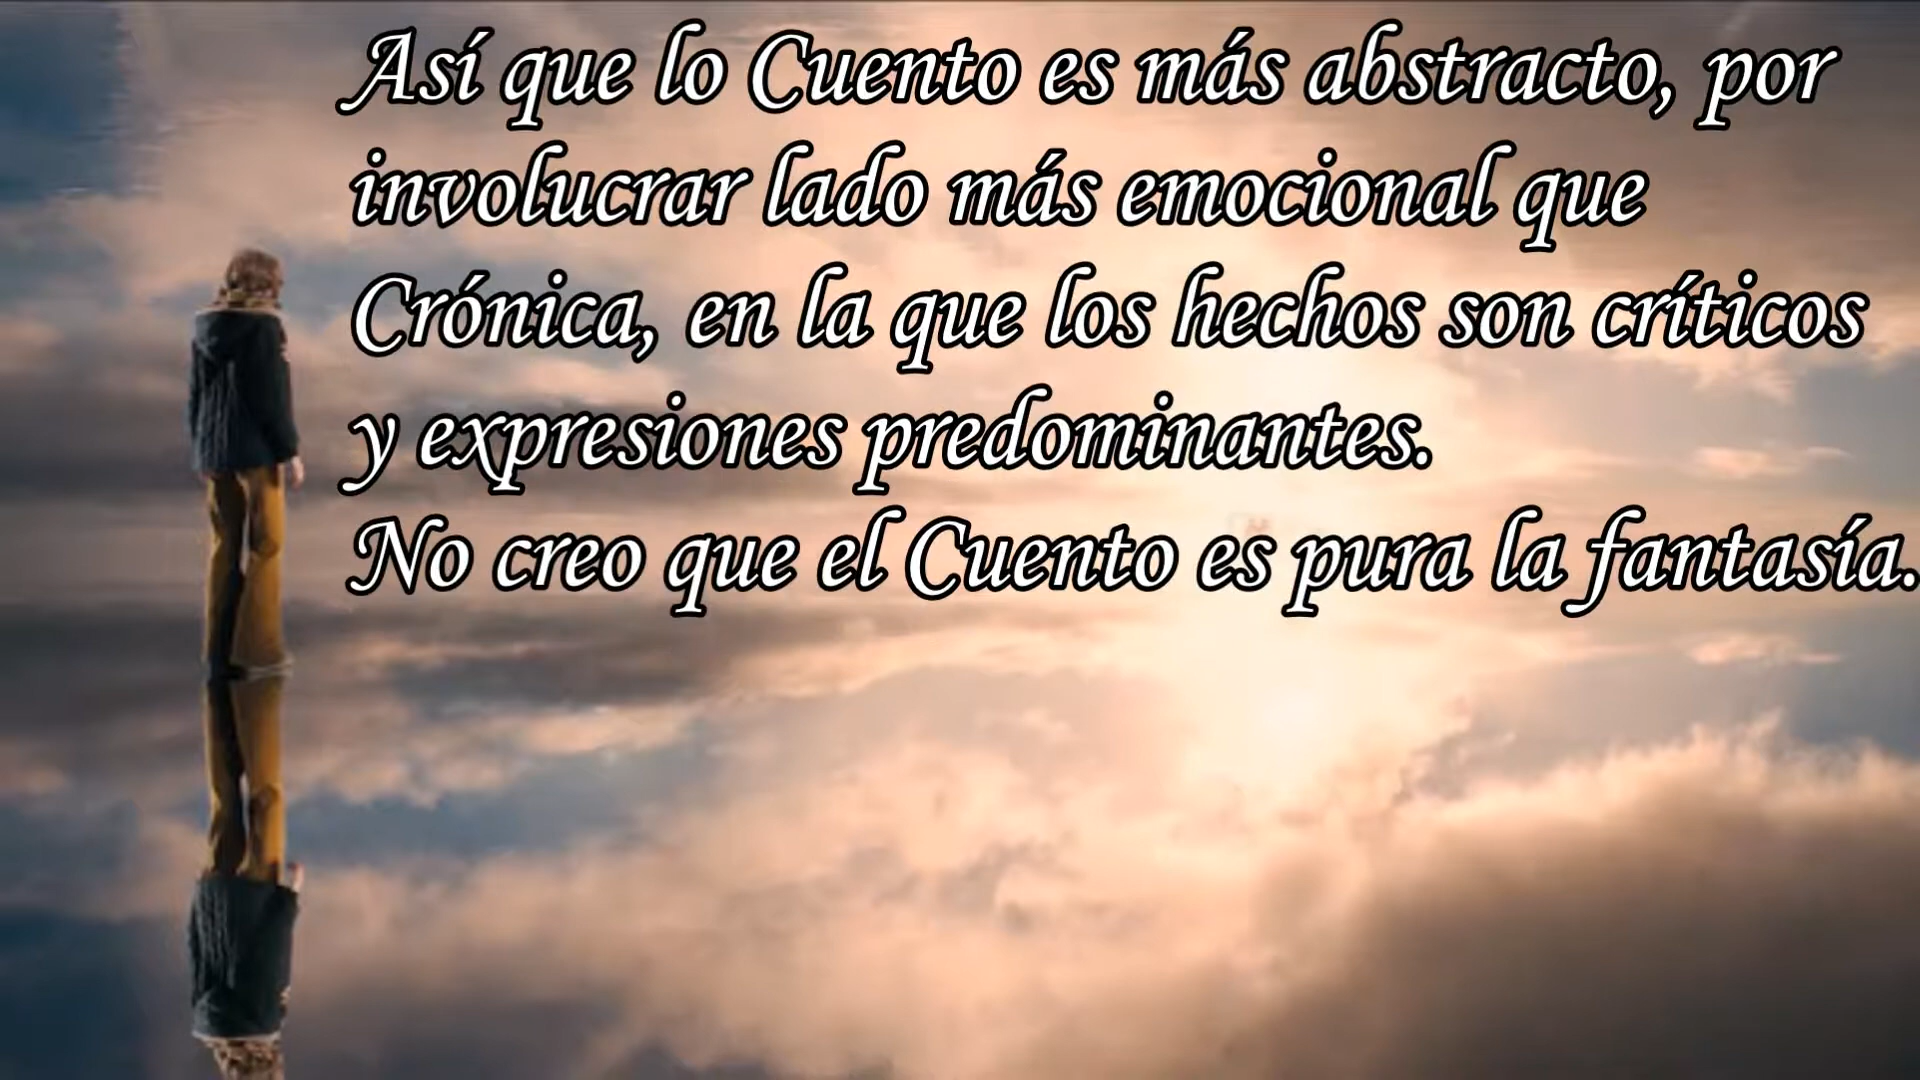 Así que lo Cuento es más abstracto, por
involucrar lado más emocional que
Crónica, en la que los hechos son críticos
y expresiones predominantes.
No creo que el Cuento es pura la fantasía.